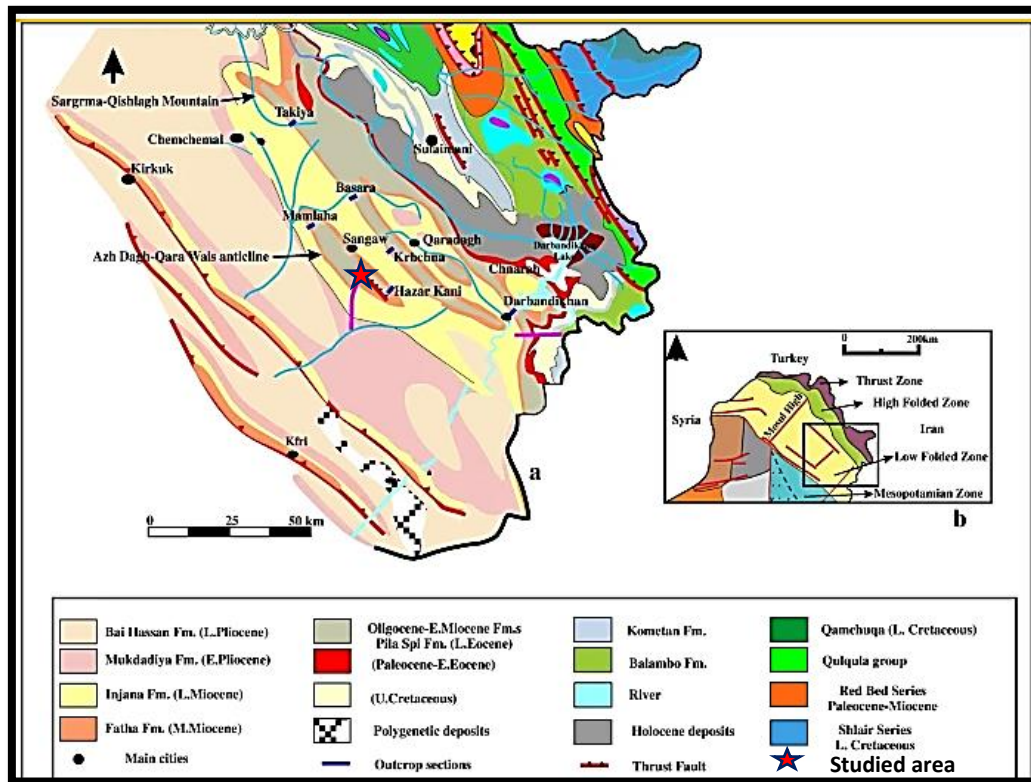 Sargrma-Qishlagh Mountain
Takiya
Chemchemal
Sulaimani
Kirkuk
Basara
Mamlaha
Sangaw
Qaradagh
Azh Dagh-Qara Wals anticline
Krbchna
Darbandikhan
Lake
Chnarah
Hazar Kani
Darbandikhan
Kfri
a
0 25 50 km
0 200km
Turkey
Thrust Zone
High Folded Zone
Mosul High
Syria
Iran
Low Folded Zone
Mesopotamian Zone
b
Bai Hassan Fm. (L.Pliocene)
Mukdadiya Fm. (E.Pliocene)
Injana Fm. (L.Miocene)
Fatha Fm. (M.Miocene)
Main cities
Oligocene-E.Miocene Fm.s
Pila Spi Fm. (L.Eocene)
(Paleocene-E.Eocene)
(U.Cretaceous)
Polygenetic deposits
Outcrop sections
Kometan Fm.
Balambo Fm.
River
Holocene deposits
Thrust Fault
Qamchuqa (L. Cretaceous)
Qulqula group
Red Bed Series
Paleocene-Miocene
Shlair Series
L. Cretaceous
Studied area